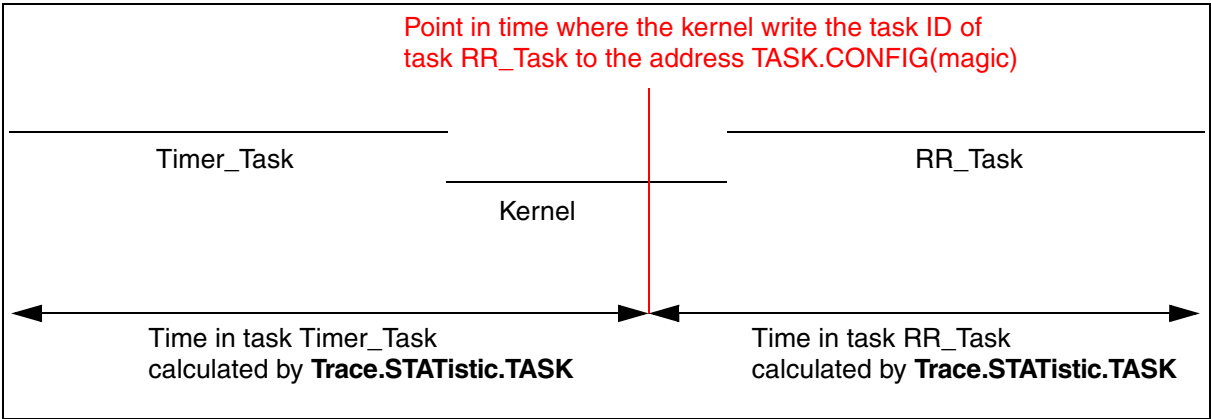 Point in time where the kernel write the task ID of
task RR_Task to the address TASK.CONFIG(magic)
Timer_Task
RR_Task
Kernel
Time in task Timer_Task
calculated by Trace.STATistic.TASK
Time in task RR_Task
calculated by Trace.STATistic.TASK